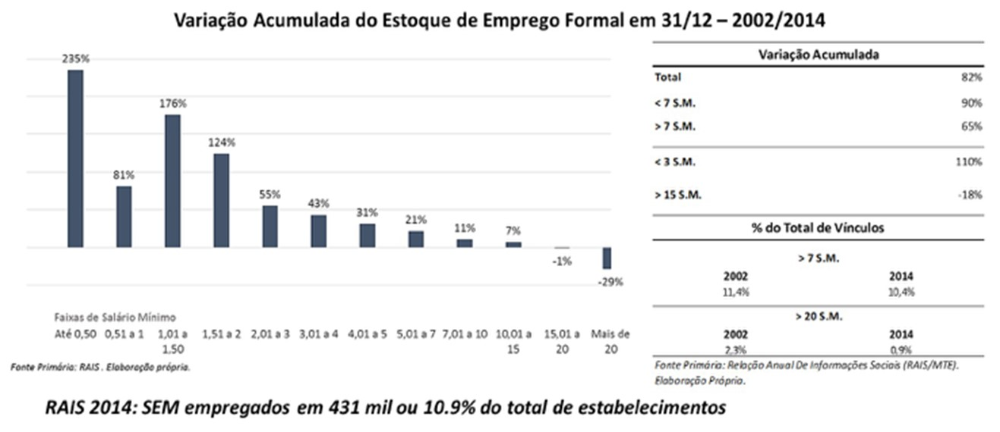 Variação Acumulada do Estoque de Emprego Formal em 31/12 – 2002/2014
235%
81%
176%
124%
55%
43%
31%
21%
11%
7%
-1%
-29%
Faixas de Salário Mínimo
Até 0,50 0,51 a 1 1,01 a 1,51 a 2 2,01 a 3 3,01 a 4 4,01 a 5 5,01 a 7 7,01 a 10 10,01 a 15,01 a Mais de
1,50 15 20 20
Fonte Primária: RAIS . Elaboração própria.
Variação Acumulada
Total 82%
< 7 S.M. 90%
> 7 S.M. 65%
< 3 S.M. 110%
> 15 S.M. -18%
% do Total de Vínculos
> 7 S.M.
2002 2014
11,4% 10,4%
> 20 S.M.
2002 2014
2,3% 0,9%
Fonte Primária: Relação Anual De Informações Sociais (RAIS/MTE).
Elaboração Própria.
RAIS 2014: SEM empregados em 431 mil ou 10.9% do total de estabelecimentos